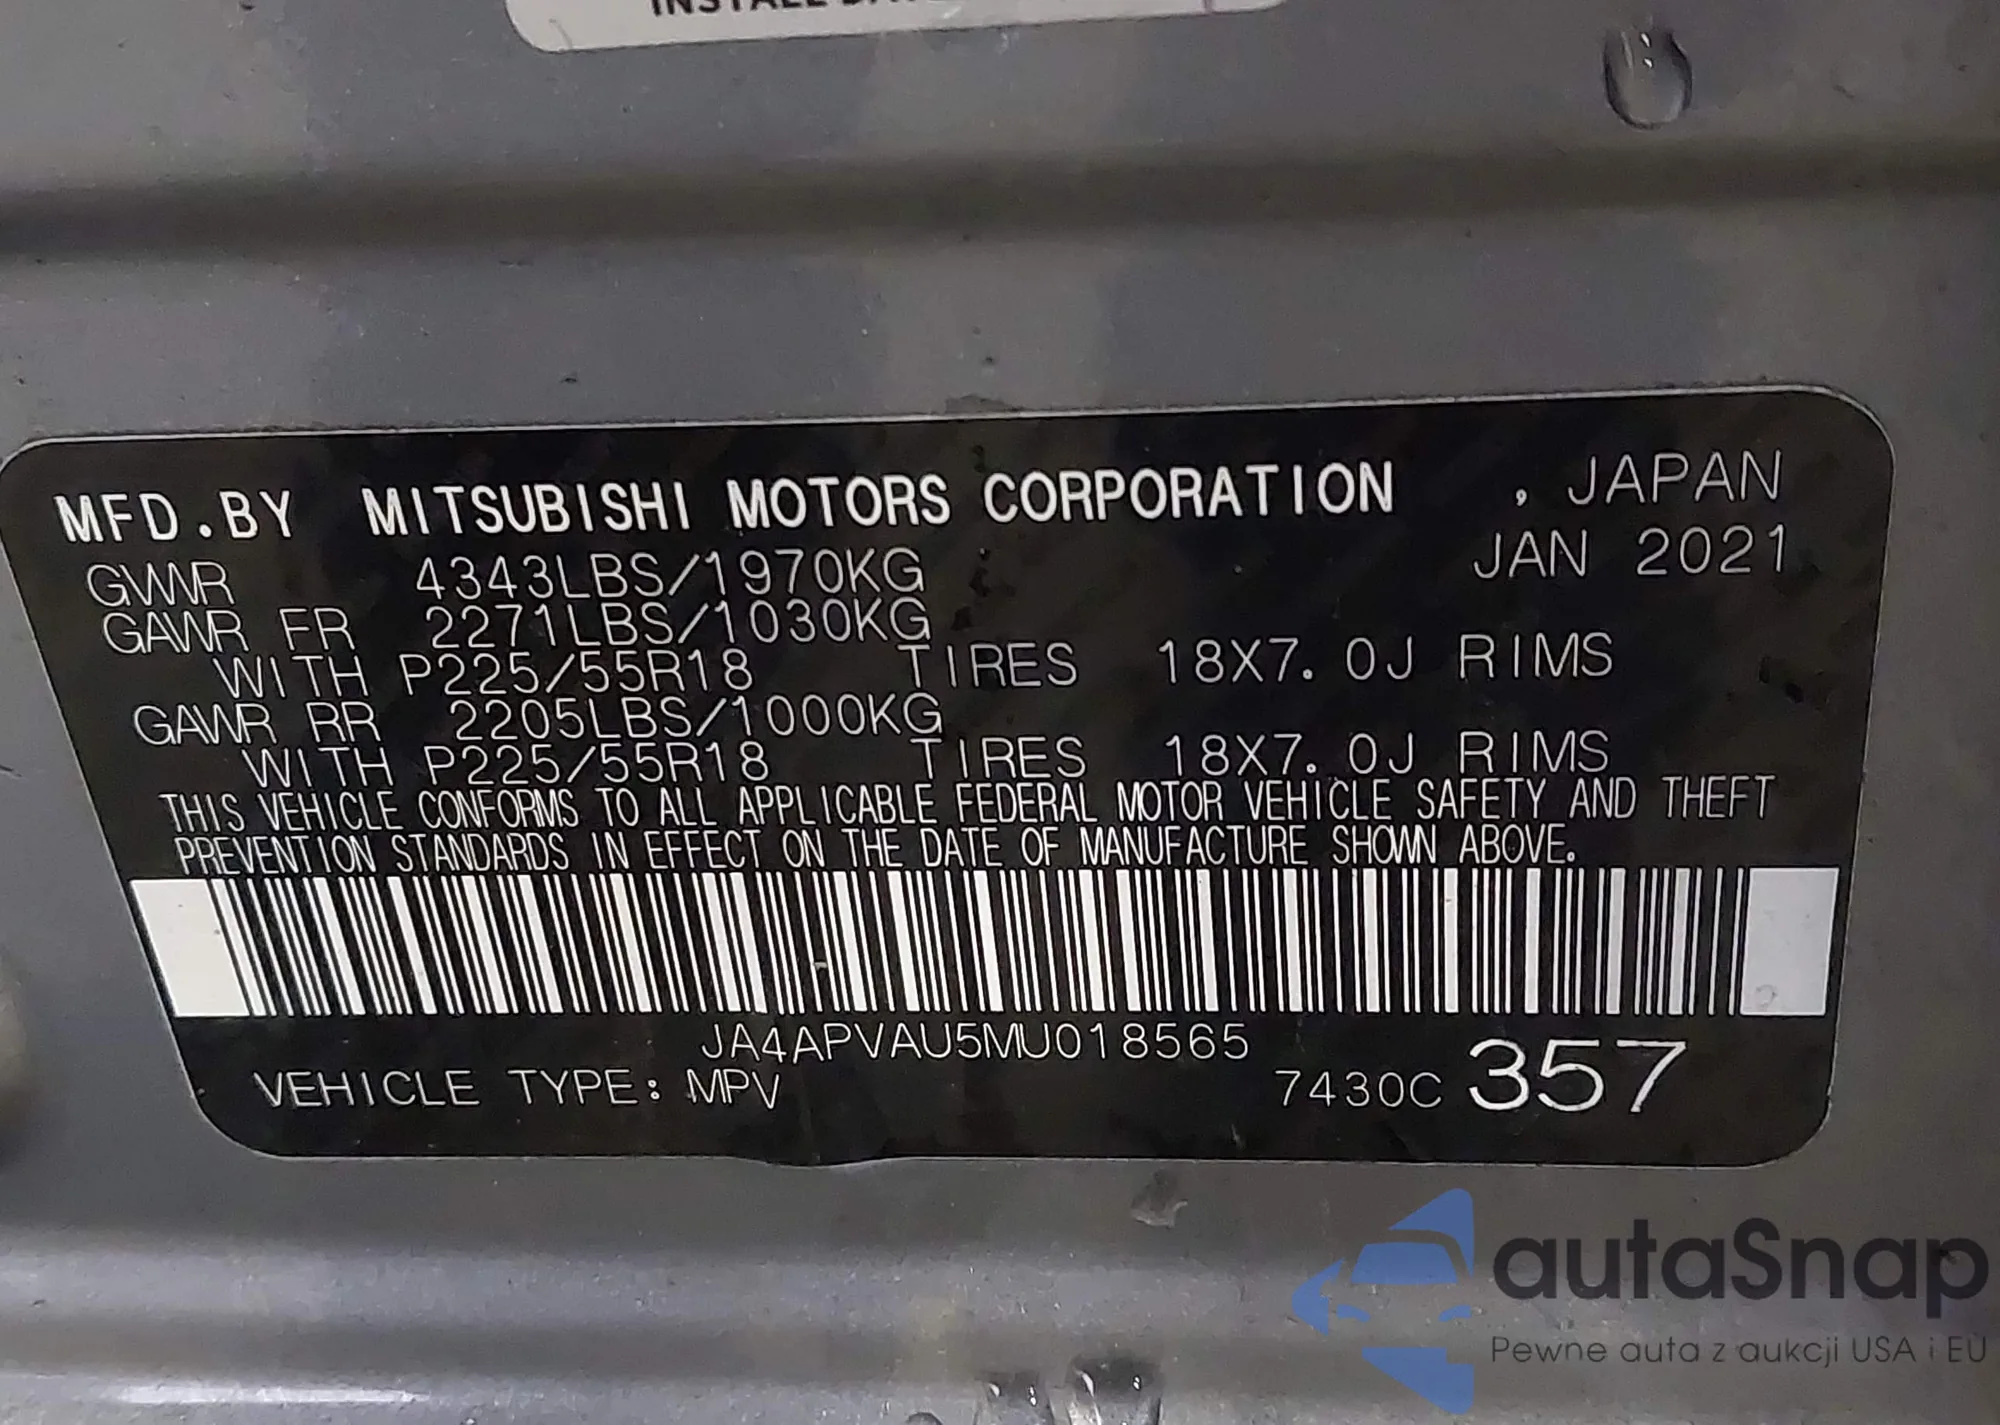 INSTALL
MFD.BY MITSUBISHI MOTORS CORPORATION , JAPAN
GVWR 4343LBS/1970KG JAN 2021
GAWR FR 2271LBS/1030KG
WITH P225/55R18 TIRES 18X7.0J RIMS
GAWR RR 2205LBS/1000KG
WITH P225/55R18 TIRES 18X7.0J RIMS
THIS VEHICLE CONFORMS TO ALL APPLICABLE FEDERAL MOTOR VEHICLE SAFETY AND THEFT
PREVENTION STANDARDS IN EFFECT ON THE DATE OF MANUFACTURE SHOWN ABOVE.
JA4APVAU5MU018565
VEHICLE TYPE: MPV 7430C 357
autoSnap
Pewne auta z aukcji USA i EU